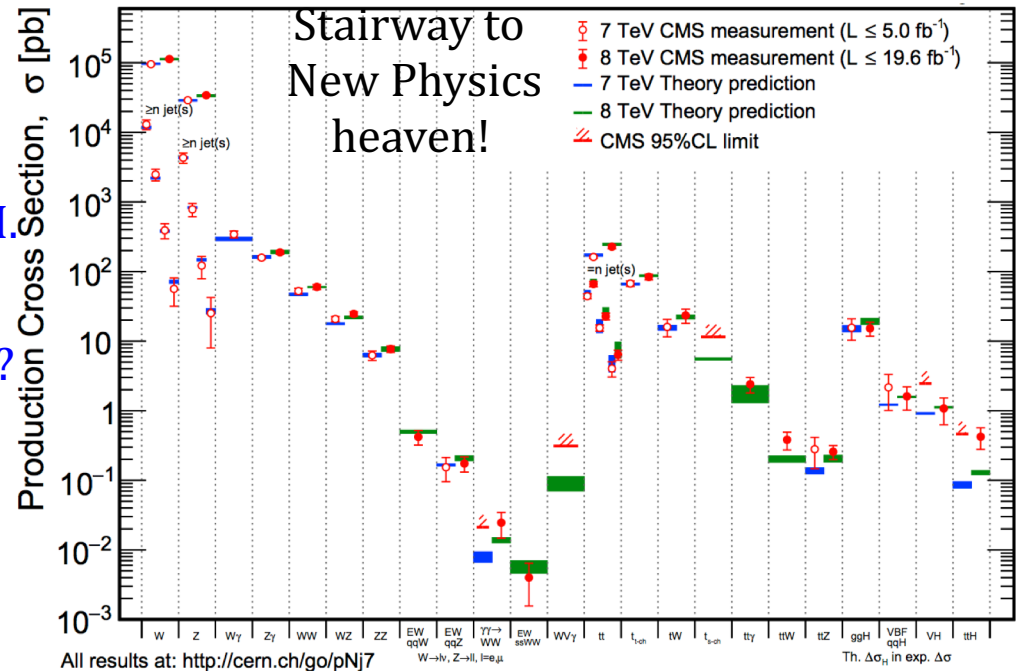 Stairway to
New Physics
heaven!
7 TeV CMS measurement (L ≤ 5.0 fb⁻¹)
8 TeV CMS measurement (L ≤ 19.6 fb⁻¹)
7 TeV Theory prediction
8 TeV Theory prediction
CMS 95%CL limit
Production Cross Section, σ [pb]
10⁵
10⁴
10³
10²
10
1
10⁻¹
10⁻²
10⁻³
≥n jet(s)
≥n jet(s)
=n jet(s)
?
W
Z
Wγ
Zγ
WW
WZ
ZZ
EW
qqW
EW
qqZ
γγ→
WW
EW
ssWW
WVγ
tt
t_t-ch
tW
t_s-ch
ttγ
ttW
ttZ
ggH
VBF
qqH
VH
ttH
All results at: http://cern.ch/go/pNj7
W→lν, Z→ll, l=e,μ
Th. Δσ_H in exp. Δσ